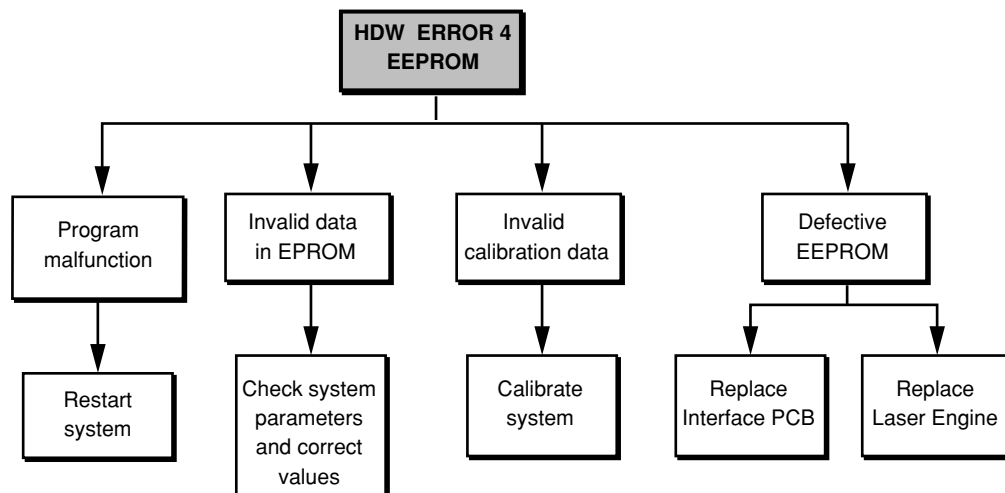 HDW ERROR 4
EEPROM
Program
malfunction
Invalid data
in EPROM
Invalid
calibration data
Defective
EEPROM
Restart
system
Check system
parameters
and correct
values
Calibrate
system
Replace
Interface PCB
Replace
Laser Engine